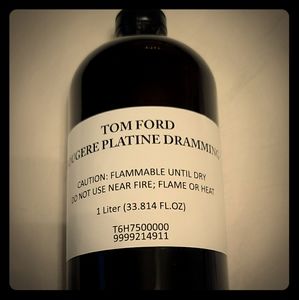 TOM FORD
OUGERE PLATINE DRAMMING
CAUTION: FLAMMABLE UNTIL DRY
DO NOT USE NEAR FIRE; FLAME OR HEAT
1 Liter (33.814 FL.OZ)
T6H7500000
9999214911